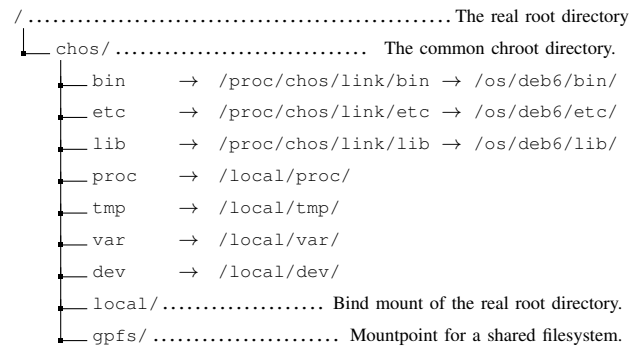 / ................................................ The real root directory
chos/ .............................. The common chroot directory.
bin → /proc/chos/link/bin → /os/deb6/bin/
etc → /proc/chos/link/etc → /os/deb6/etc/
lib → /proc/chos/link/lib → /os/deb6/lib/
proc → /local/proc/
tmp → /local/tmp/
var → /local/var/
dev → /local/dev/
local/ .................... Bind mount of the real root directory.
gpfs/ ....................... Mountpoint for a shared filesystem.